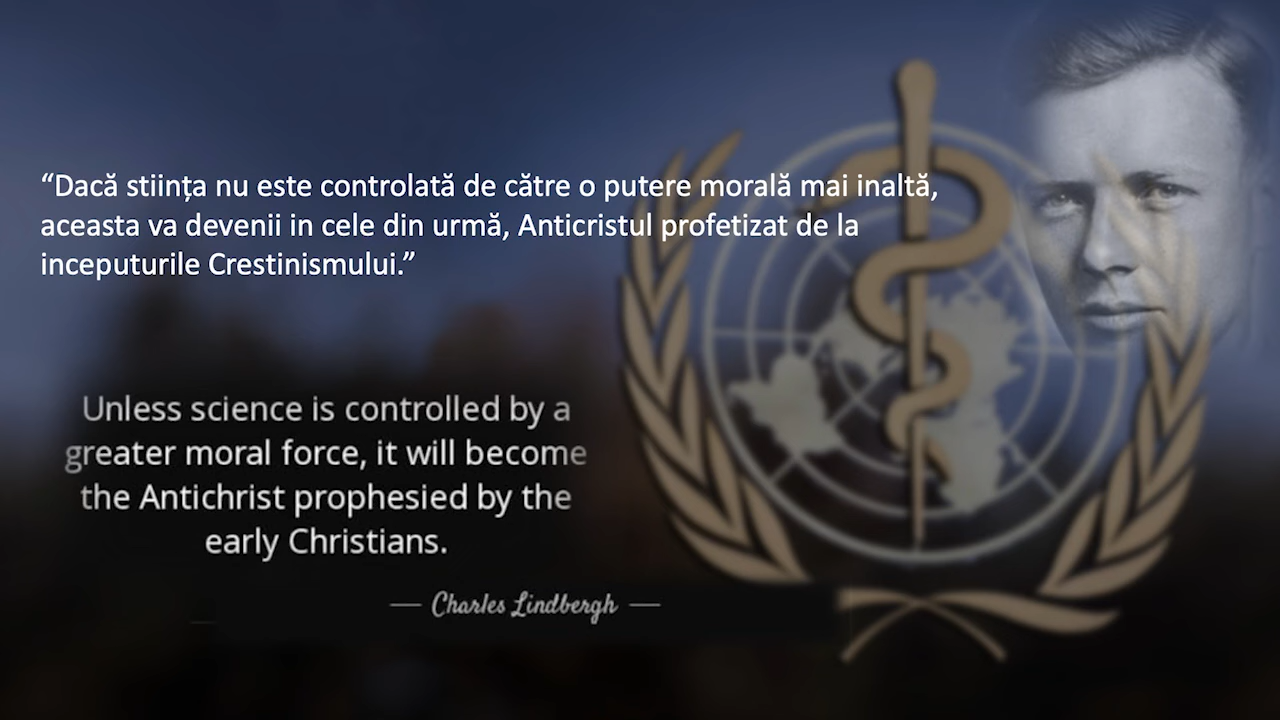 “Dacă stiința nu este controlată de către o putere morală mai inaltă,
aceasta va devenii in cele din urmă, Anticristul profetizat de la
inceputurile Crestinismului.”
Unless science is controlled by a
greater moral force, it will become
the Antichrist prophesied by the
early Christians.
— Charles Lindbergh —